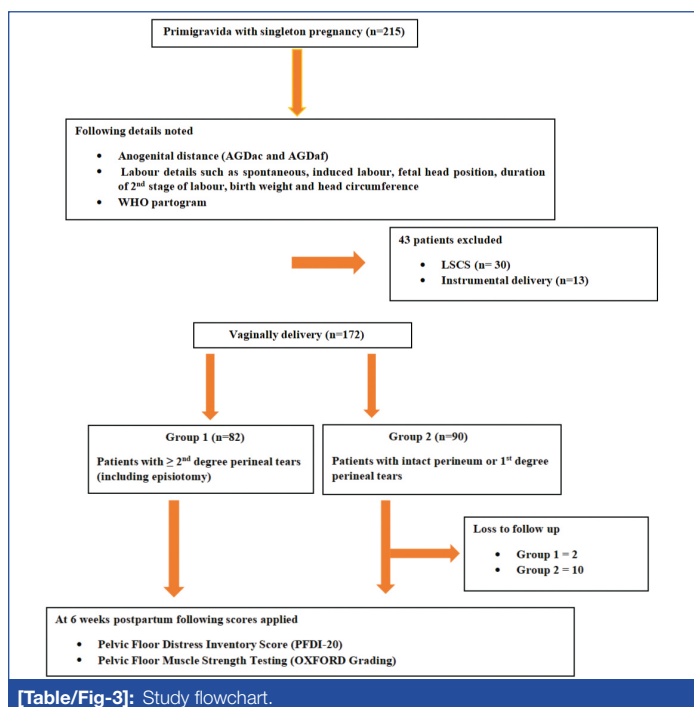 Primigravida with singleton pregnancy (n=215)
Following details noted
• Anogenital distance (AGDac and AGDaf)
• Labour details such as spontaneous, induced labour, fetal head position, duration
of 2nd stage of labour, birth weight and head circumference
• WHO partogram
43 patients excluded
• LSCS (n= 30)
• Instrumental delivery (n=13)
Vaginally delivery (n=172)
Group 1 (n=82)
Patients with ≥ 2nd degree perineal tears
(including episiotomy)
Group 2 (n=90)
Patients with intact perineum or 1st degree
perineal tears
Loss to follow up
• Group 1 = 2
• Group 2 = 10
At 6 weeks postpartum following scores applied
• Pelvic Floor Distress Inventory Score (PFDI-20)
• Pelvic Floor Muscle Strength Testing (OXFORD Grading)
[Table/Fig-3]: Study flowchart.